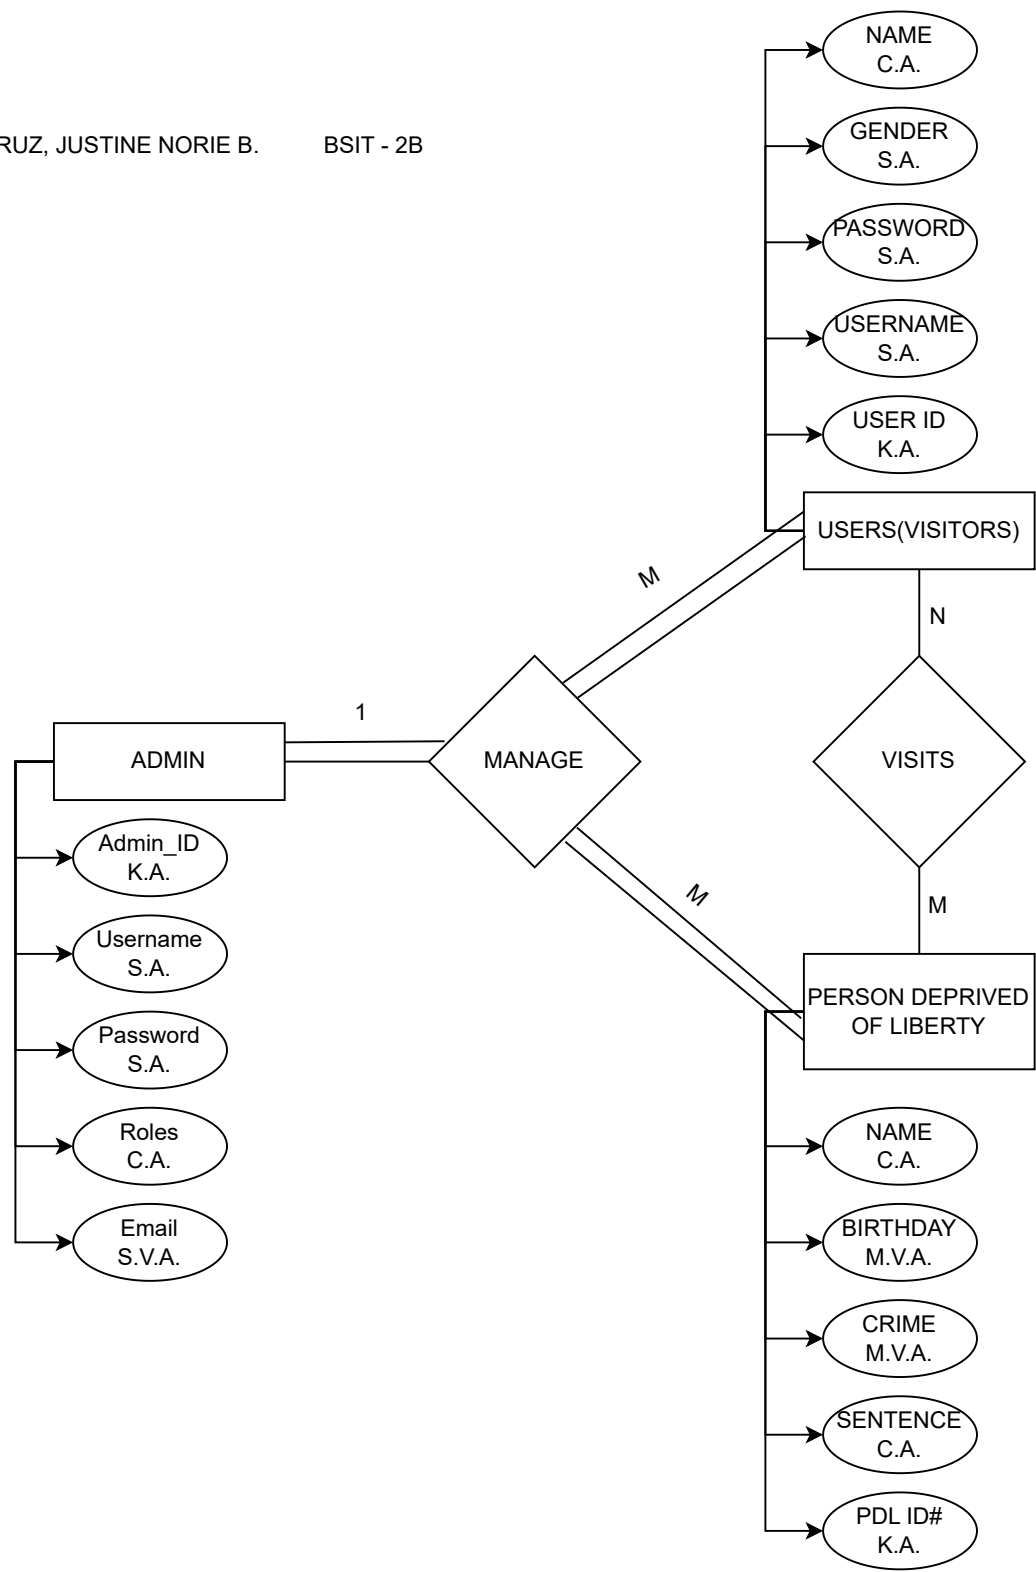 NAME
C.A.
RUZ, JUSTINE NORIE B. BSIT - 2B
GENDER
S.A.
PASSWORD
S.A.
USERNAME
S.A.
USER ID
K.A.
USERS(VISITORS)
M
N
1
ADMIN
MANAGE
VISITS
Admin_ID
K.A.
M
M
Username
S.A.
PERSON DEPRIVED
OF LIBERTY
Password
S.A.
Roles
C.A.
Email
S.V.A.
NAME
C.A.
BIRTHDAY
M.V.A.
CRIME
M.V.A.
SENTENCE
C.A.
PDL ID#
K.A.